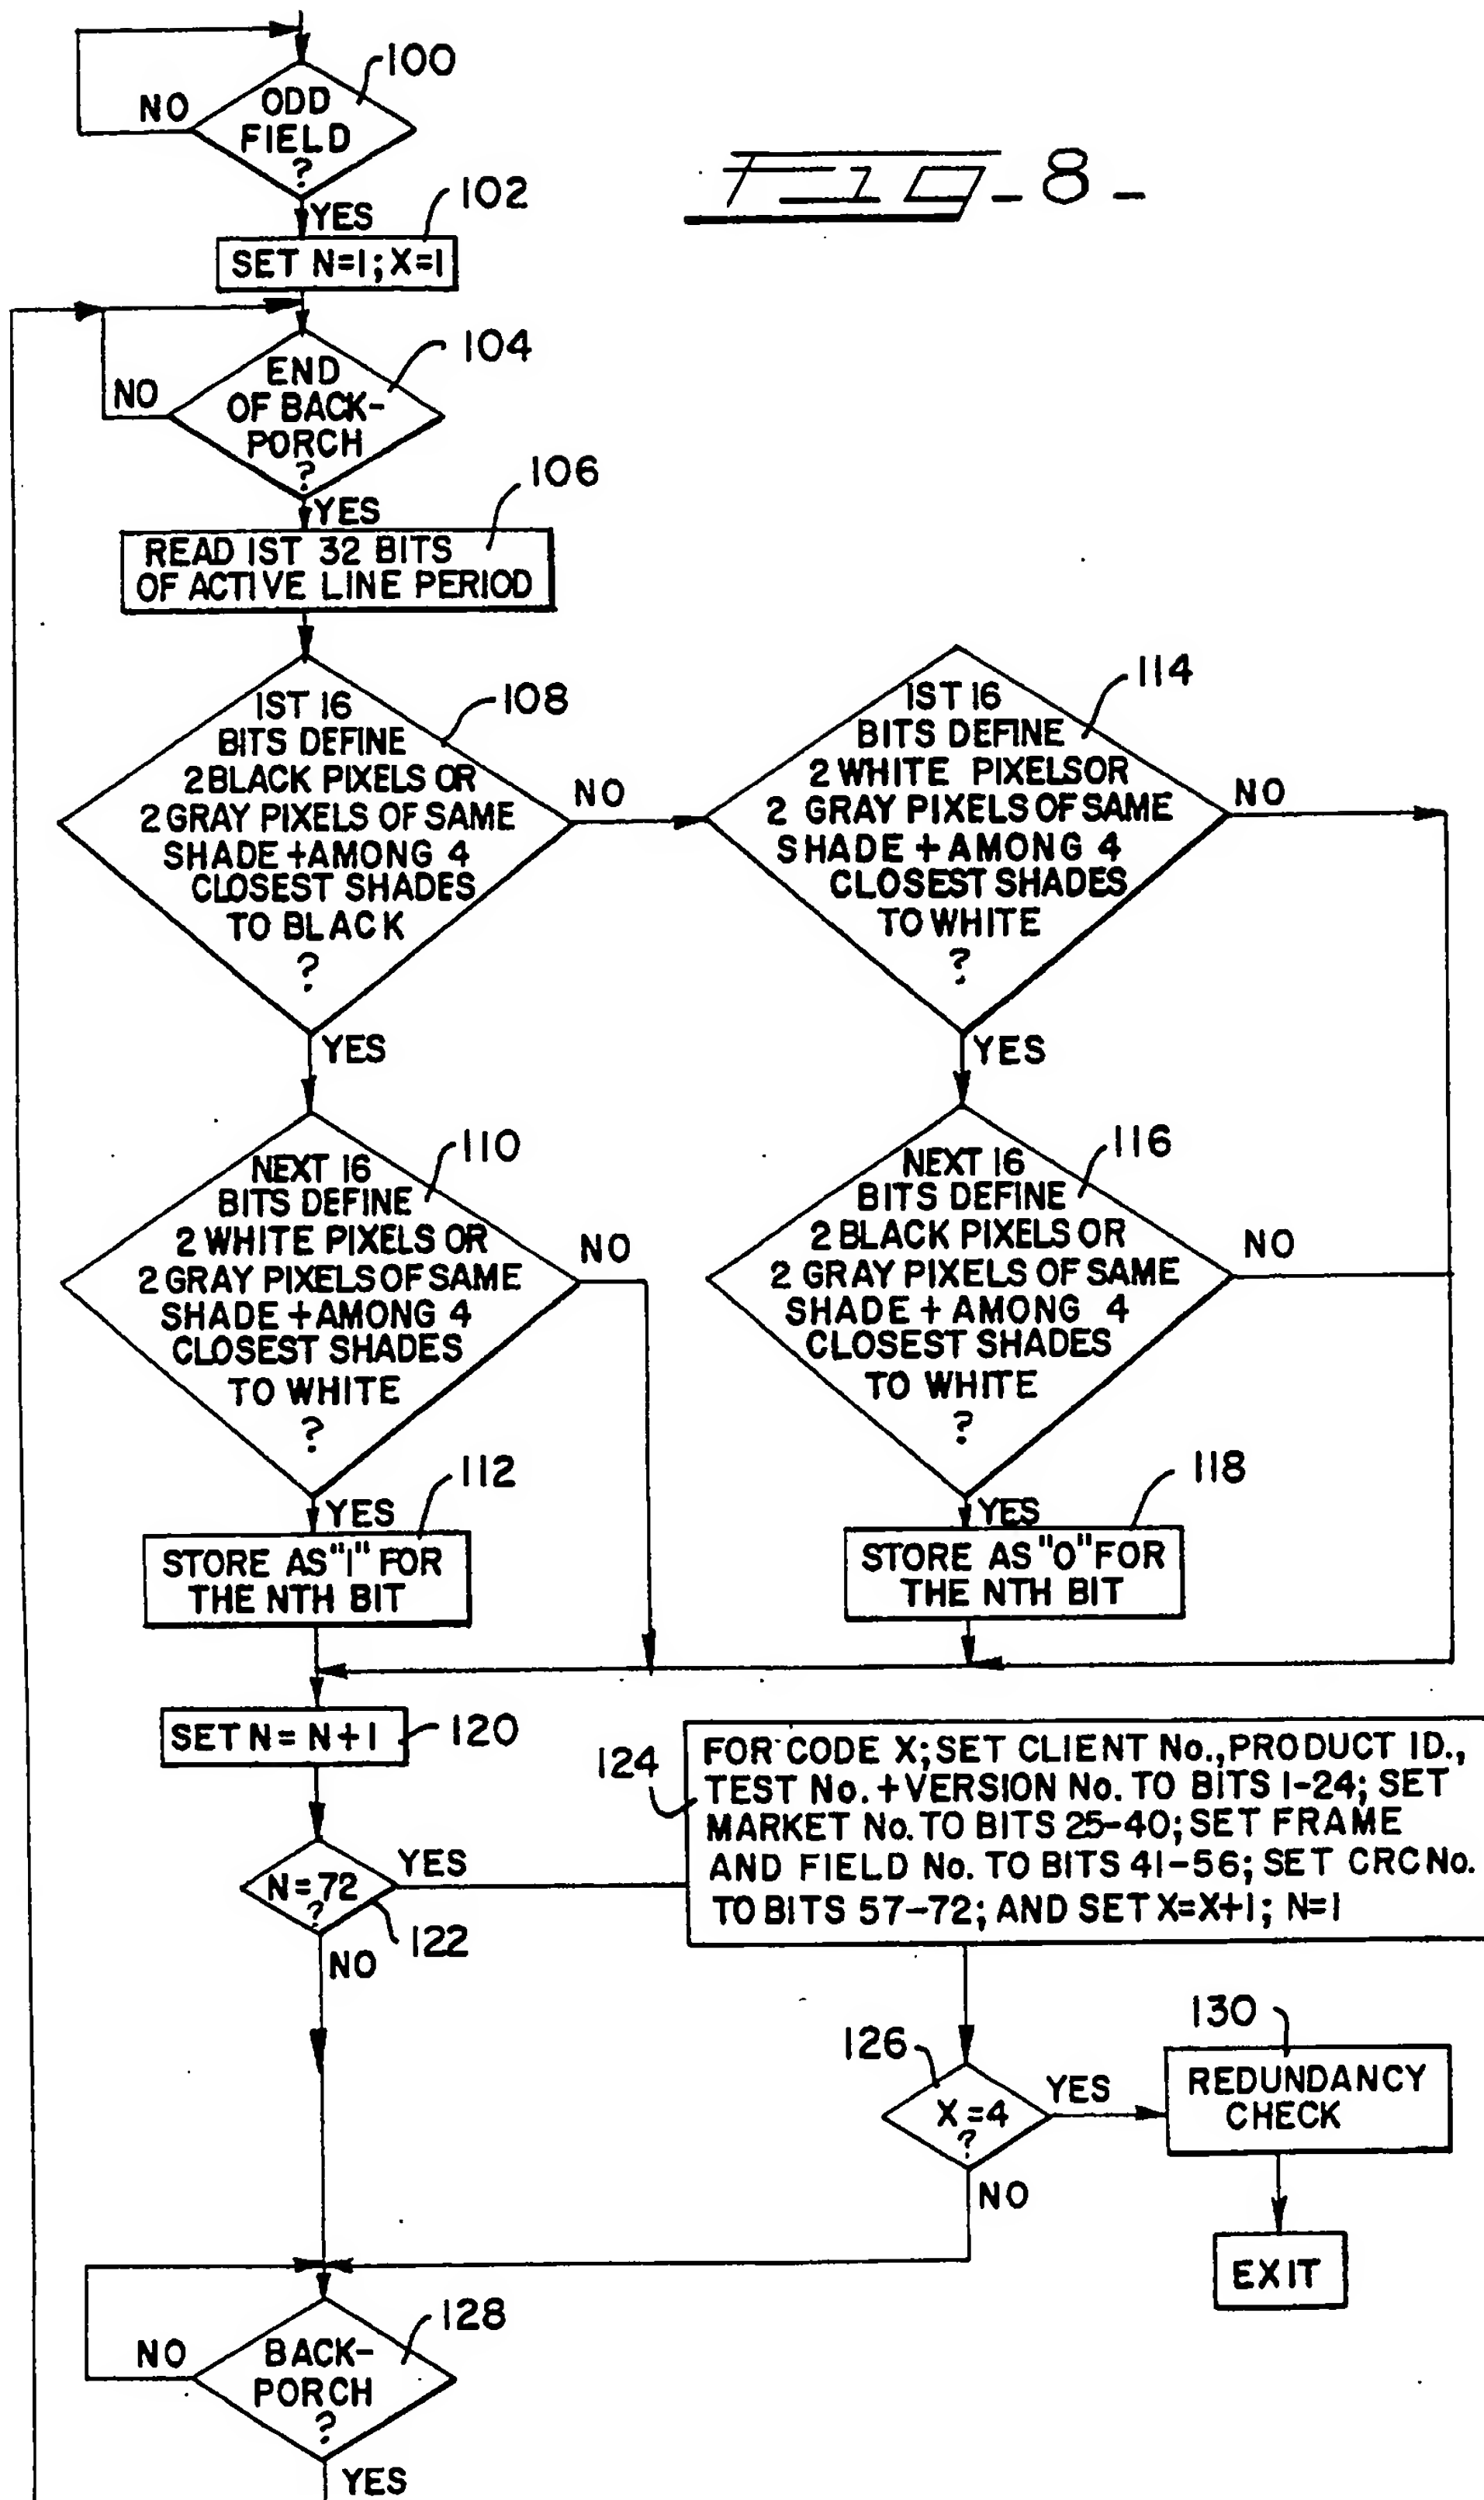 100
ODD
FIELD
?
NO
YES
FIG_8_
102
SET N=1; X=1
104
END
OF BACK-
PORCH
?
NO
YES
106
READ 1ST 32 BITS
OF ACTIVE LINE PERIOD
108
1ST 16
BITS DEFINE
2 BLACK PIXELS OR
2 GRAY PIXELS OF SAME
SHADE + AMONG 4
CLOSEST SHADES
TO BLACK
?
NO
YES
114
1ST 16
BITS DEFINE
2 WHITE PIXELSOR
2 GRAY PIXELS OF SAME
SHADE + AMONG 4
CLOSEST SHADES
TO WHITE
?
NO
YES
110
NEXT 16
BITS DEFINE
2 WHITE PIXELS OR
2 GRAY PIXELS OF SAME
SHADE + AMONG 4
CLOSEST SHADES
TO WHITE
?
NO
YES
116
NEXT 16
BITS DEFINE
2 BLACK PIXELS OR
2 GRAY PIXELS OF SAME
SHADE + AMONG 4
CLOSEST SHADES
TO WHITE
?
NO
YES
112
STORE AS "1" FOR
THE NTH BIT
118
STORE AS "0" FOR
THE NTH BIT
SET N = N+1
120
124
FOR CODE X; SET CLIENT No., PRODUCT ID.,
TEST No. + VERSION No. TO BITS 1-24; SET
MARKET No. TO BITS 25-40; SET FRAME
AND FIELD No. TO BITS 41-56; SET CRC No.
TO BITS 57-72; AND SET X=X+1; N=1
N=72
?
YES
122
NO
126
X=4
?
YES
NO
130
REDUNDANCY
CHECK
EXIT
128
BACK-
PORCH
?
NO
YES